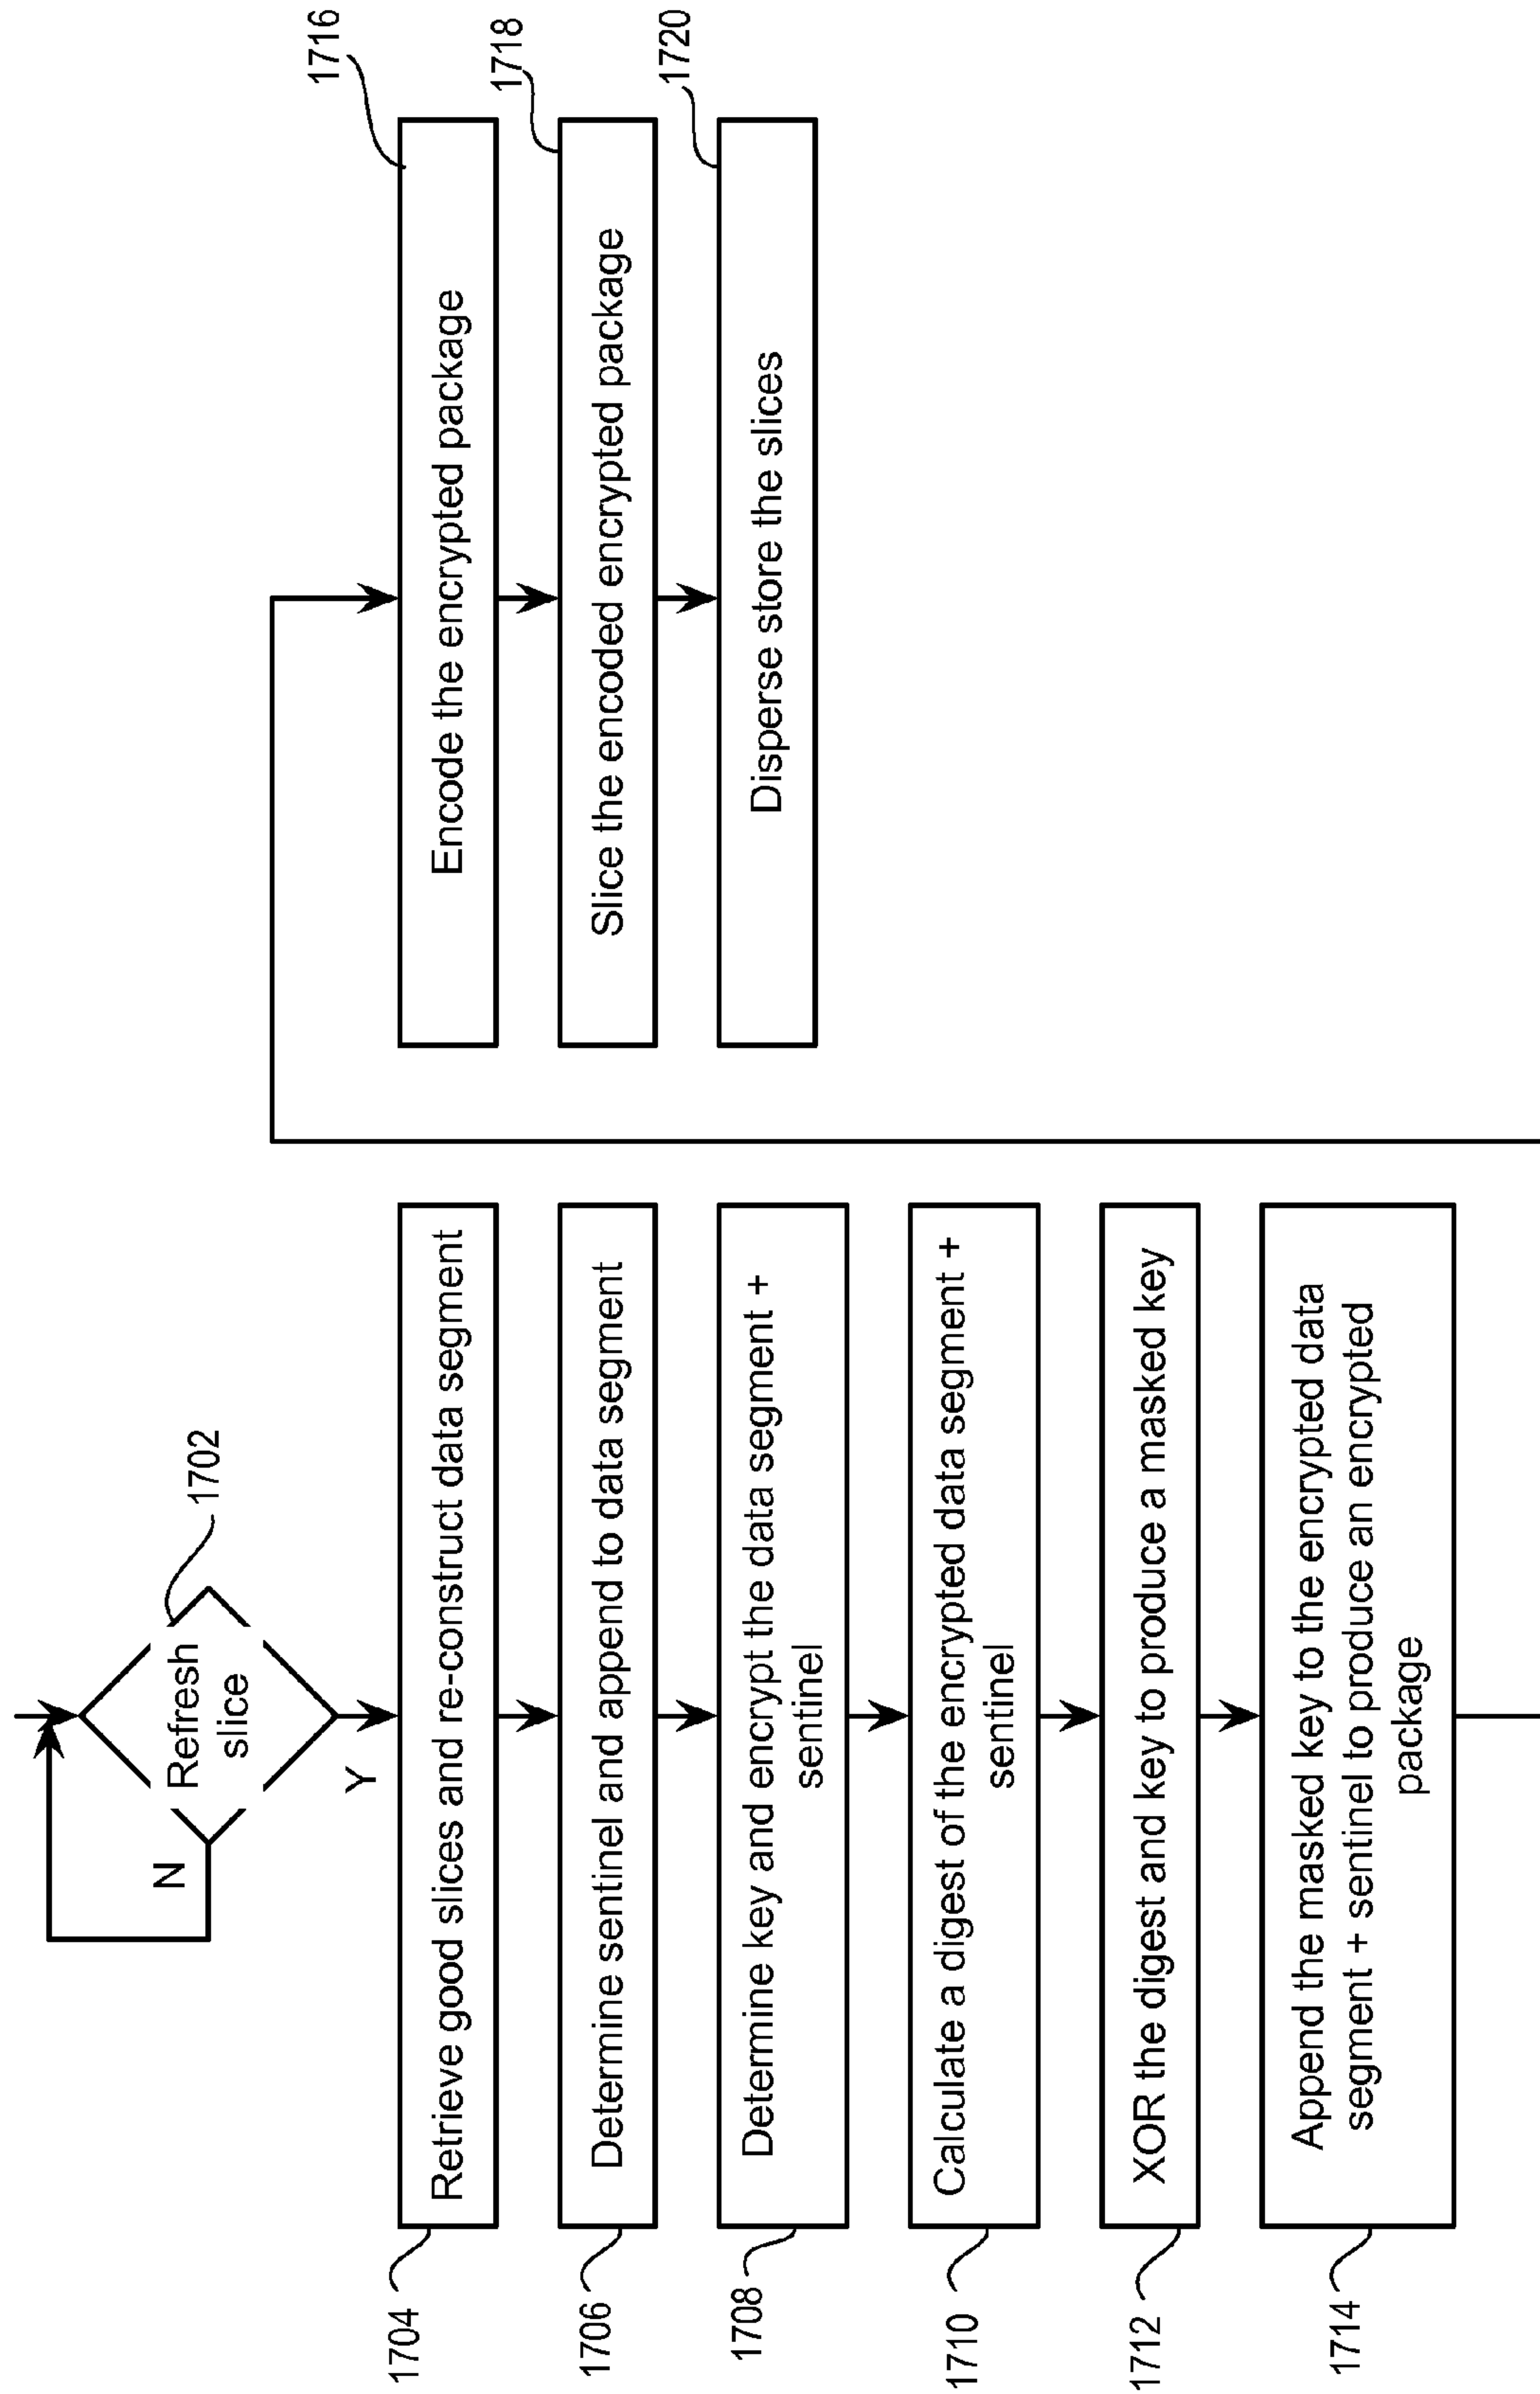 1702
Refresh
slice
N
Y
1704
Retrieve good slices and re-construct data segment
1706
Determine sentinel and append to data segment
1708
Determine key and encrypt the data segment +
sentinel
1710
Calculate a digest of the encrypted data segment +
sentinel
1712
XOR the digest and key to produce a masked key
1714
Append the masked key to the encrypted data
segment + sentinel to produce an encrypted
package
1716
Encode the encrypted package
1718
Slice the encoded encrypted package
1720
Disperse store the slices